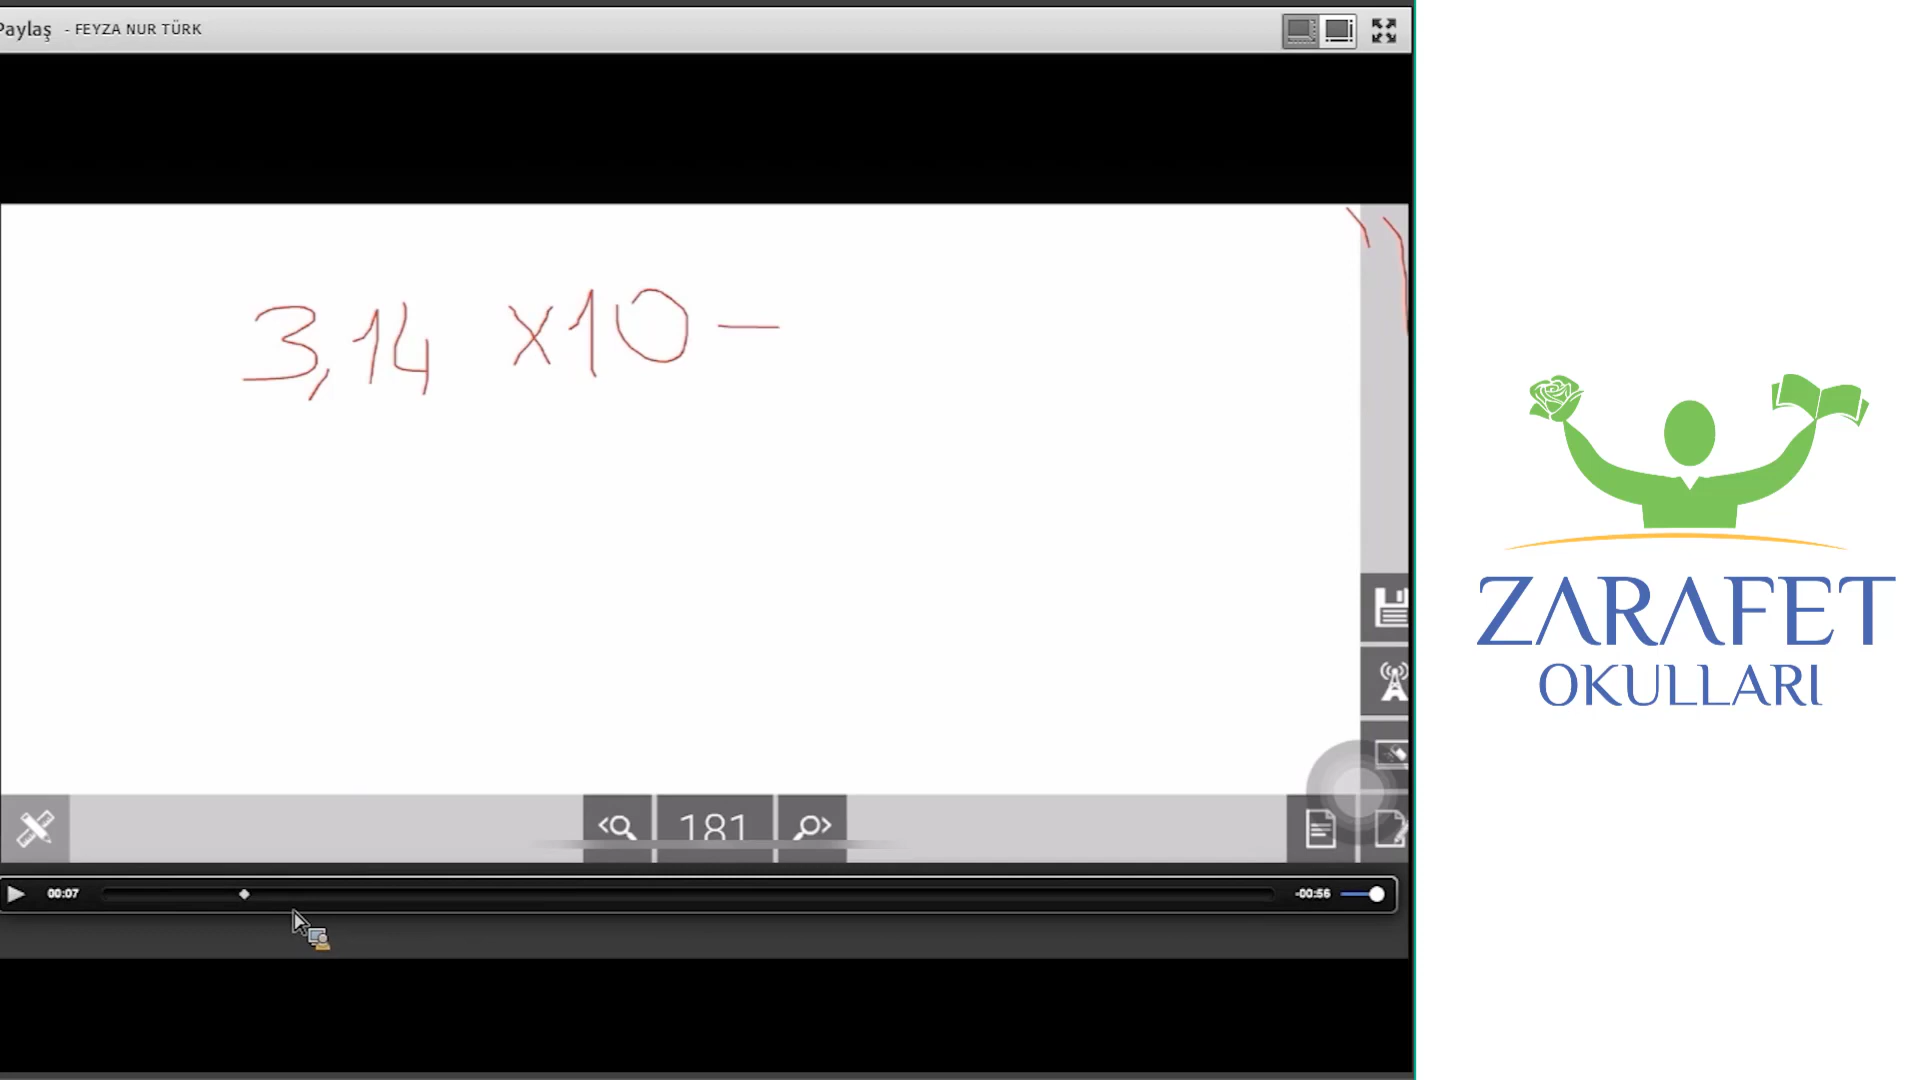 Paylaş - FEYZA NUR TÜRK
3,14 x10 —
181
00:07
-00:56
ZARAFET
OKULLARI